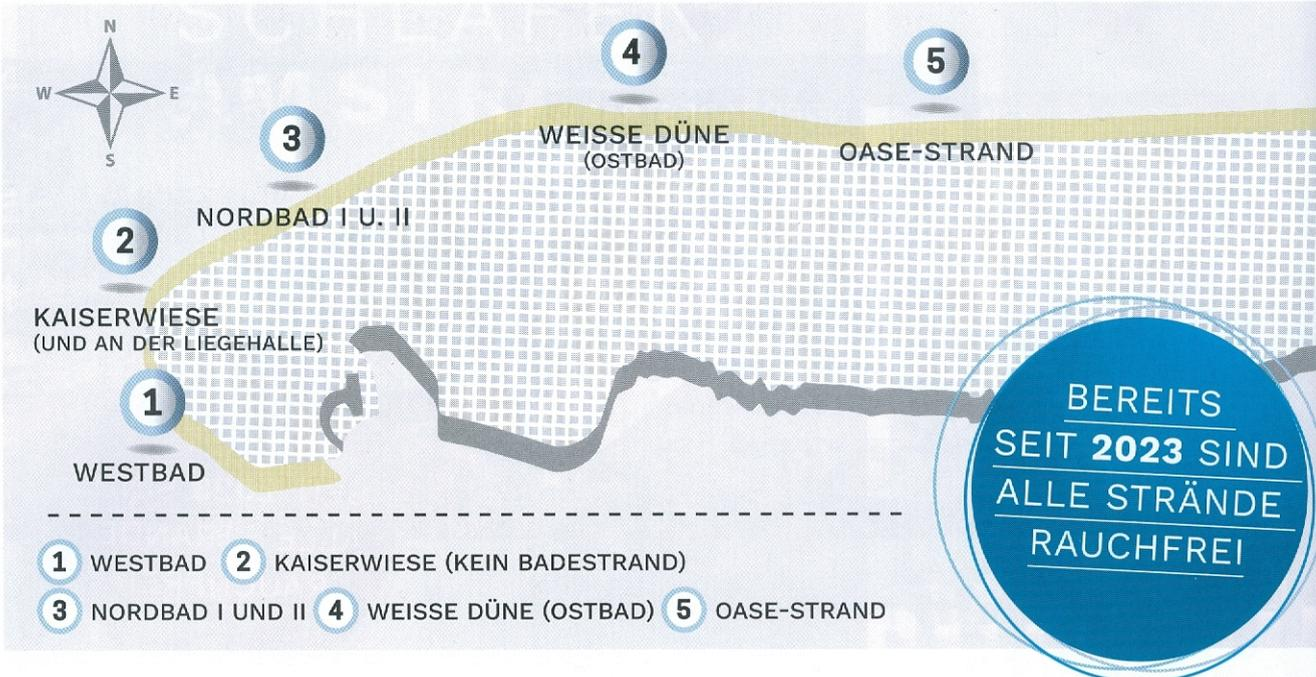 N
W E
S
4
5
3
WEISSE DÜNE
(OSTBAD)
OASE-STRAND
NORDBAD I U. II
2
KAISERWIESE
(UND AN DER LIEGEHALLE)
1
WESTBAD
BEREITS
SEIT 2023 SIND
ALLE STRÄNDE
RAUCHFREI
1 WESTBAD 2 KAISERWIESE (KEIN BADESTRAND)
3 NORDBAD I UND II 4 WEISSE DÜNE (OSTBAD) 5 OASE-STRAND